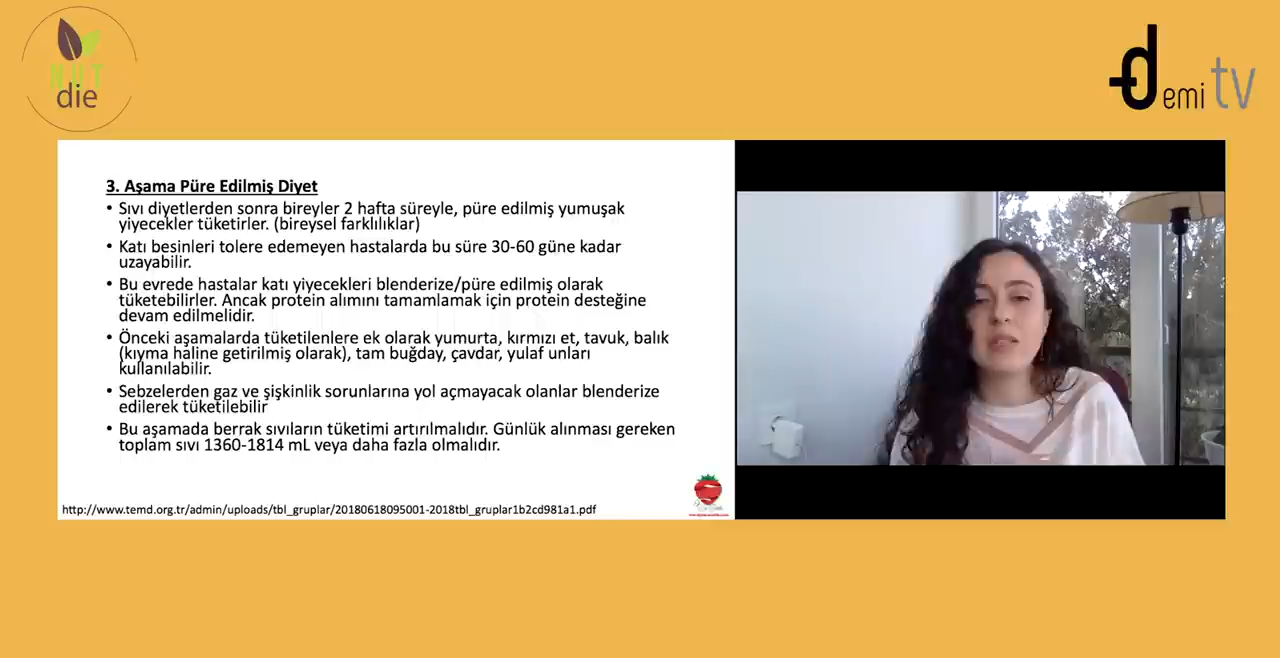 NUT
die
demi tv
3. Aşama Püre Edilmiş Diyet
• Sıvı diyetlerden sonra bireyler 2 hafta süreyle, püre edilmiş yumuşak
yiyecekler tüketirler. (bireysel farklılıklar)
• Katı besinleri tolere edemeyen hastalarda bu süre 30-60 güne kadar
uzayabilir.
• Bu evrede hastalar katı yiyecekleri blenderize/püre edilmiş olarak
tüketebilirler. Ancak protein alımını tamamlamak için protein desteğine
devam edilmelidir.
• Önceki aşamalarda tüketilenlere ek olarak yumurta, kırmızı et, tavuk, balık
(kıyma haline getirilmiş olarak), tam buğday, çavdar, yulaf unları
kullanılabilir.
• Sebzelerden gaz ve şişkinlik sorunlarına yol açmayacak olanlar blenderize
edilerek tüketilebilir
• Bu aşamada berrak sıvıların tüketimi artırılmalıdır. Günlük alınması gereken
toplam sıvı 1360-1814 mL veya daha fazla olmalıdır.
http://www.temd.org.tr/admin/uploads/tbl_gruplar/20180618095001-2018tbl_gruplar1b2cd981a1.pdf